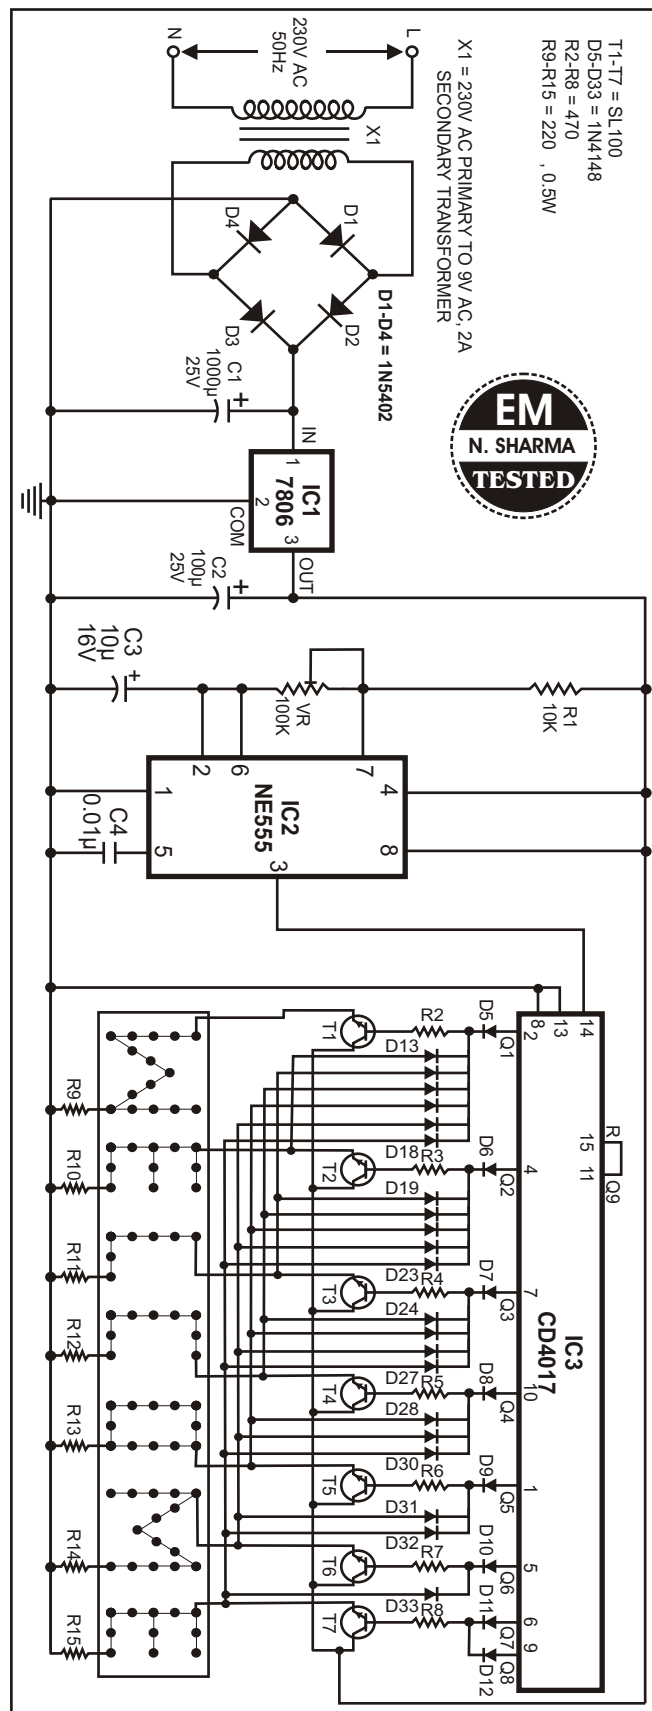 T1-T7 = SL100
D5-D33 = 1N4148
R2-R8 = 470
R9-R15 = 220 , 0.5W
X1 = 230V AC PRIMARY TO 9V AC, 2A
SECONDARY TRANSFORMER
L
230V AC
50Hz
N
X1
D1
D4
D2
D3
D1-D4 = 1N5402
EM
N. SHARMA
TESTED
C1
1000µ
25V
+
IN
1
IC1
7806
2
3
COM
OUT
C2
100µ
25V
+
R1
10K
VR
100K
C3
10µ
16V
+
4
8
7
6
2
IC2
NE555
3
1
5
C4
0.01µ
R
Q9
15
11
IC3
CD4017
14
13
8
2
4
7
10
1
5
6
9
Q1
Q2
Q3
Q4
Q5
Q6
Q7
Q8
D5
D6
D7
D8
D9
D10
D11
D12
R2
R3
R4
R5
R6
R7
R8
D13
D18
D19
D23
D24
D27
D28
D30
D31
D32
D33
T1
T2
T3
T4
T5
T6
T7
R9
R10
R11
R12
R13
R14
R15